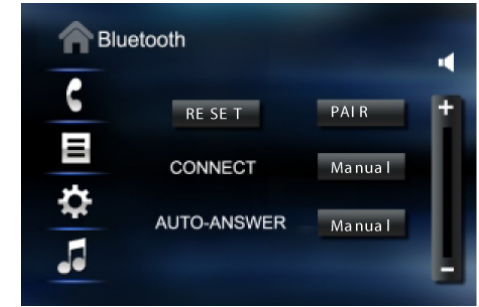 Bluetooth
RESET PAIR
CONNECT Manual
AUTO-ANSWER Manual
+
-